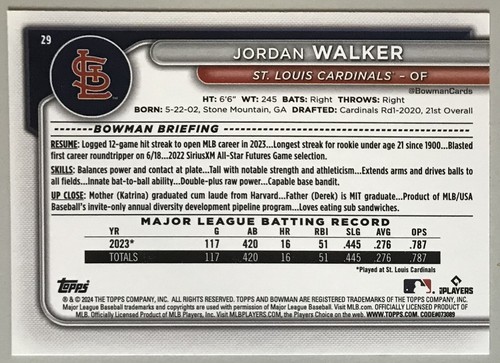 29
STL
JORDAN WALKER
ST. LOUIS CARDINALS™ – OF
@BowmanCards
HT: 6'6" WT: 245 BATS: Right THROWS: Right
BORN: 5-22-02, Stone Mountain, GA DRAFTED: Cardinals Rd1-2020, 21st Overall
BOWMAN BRIEFING
RESUME: Logged 12-game hit streak to open MLB career in 2023...Longest streak for rookie under age 21 since 1900...Blasted
first career roundtripper on 6/18...2022 SiriusXM All-Star Futures Game selection.
SKILLS: Balances power and contact at plate...Tall with notable strength and athleticism...Extends arms and drives balls to
all fields...Innate bat-to-ball ability...Double-plus raw power...Capable base bandit.
UP CLOSE: Mother (Katrina) graduated cum laude from Harvard...Father (Derek) is MIT graduate...Product of MLB/USA
Baseball's invite-only annual diversity development pipeline program...Loves eating sub sandwiches.
MAJOR LEAGUE BATTING RECORD
YR G AB HR RBI SLG AVG OPS
2023* 117 420 16 51 .445 .276 .787
TOTALS 117 420 16 51 .445 .276 .787
*Played at St. Louis Cardinals
Topps
® & © 2024 THE TOPPS COMPANY, INC. ALL RIGHTS RESERVED. TOPPS AND BOWMAN ARE REGISTERED TRADEMARKS OF THE TOPPS COMPANY, INC.
Major League Baseball trademarks and copyrights are used with permission of Major League Baseball. Visit MLB.com. OFFICIALLY LICENSED PRODUCT OF
MLB. Officially Licensed Product of MLB Players, Inc. Visit MLBPLAYERS.com, the Players Choice on the web. WWW.TOPPS.COM. CODE#CT073089
MLB PLAYERS